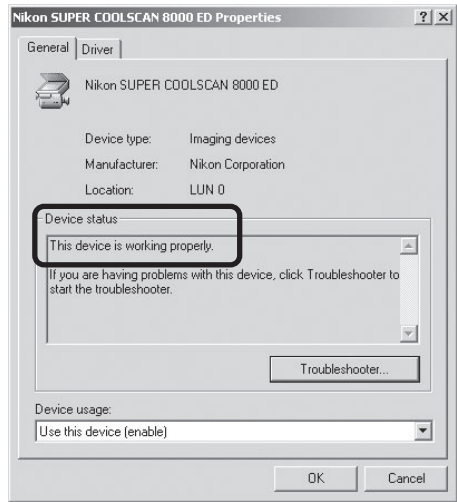 Nikon SUPER COOLSCAN 8000 ED Properties
General Driver
Nikon SUPER COOLSCAN 8000 ED
Device type: Imaging devices
Manufacturer: Nikon Corporation
Location: LUN 0
Device status
This device is working properly.
If you are having problems with this device, click Troubleshooter to
start the troubleshooter.
Troubleshooter...
Device usage:
Use this device (enable)
OK Cancel